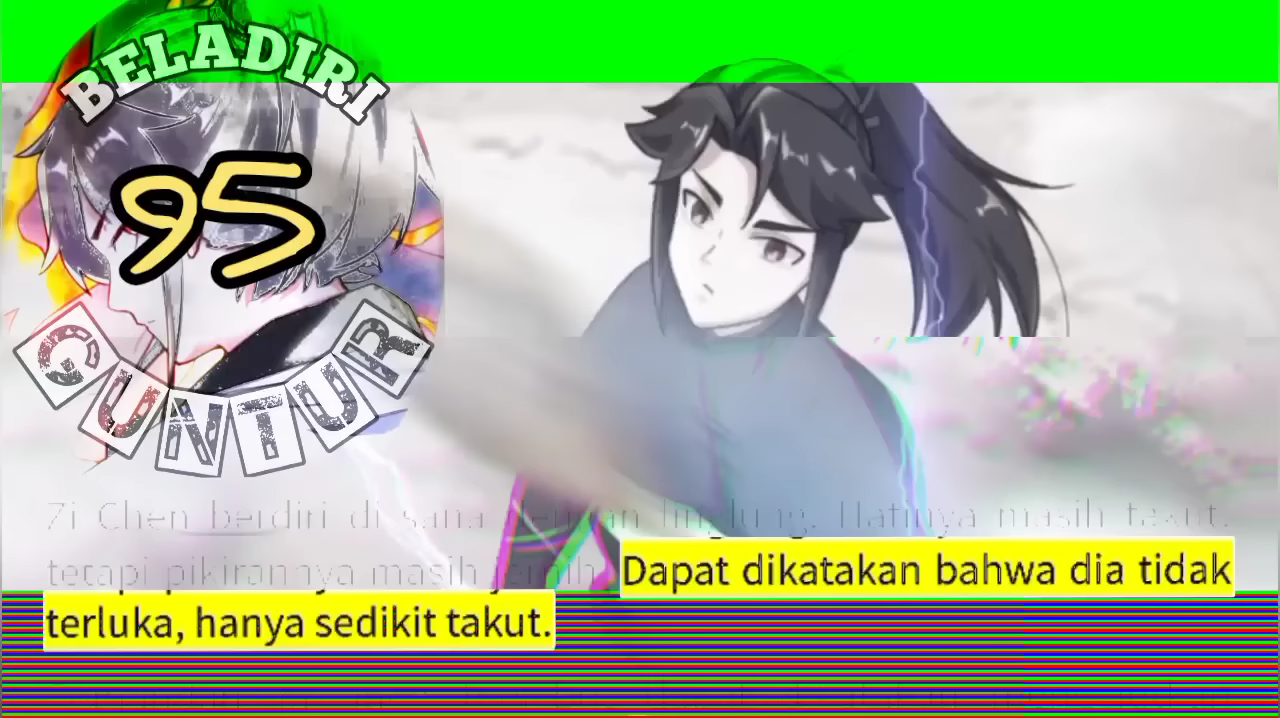 BELADIRI
95
GUNTUR
Zi Chen berdiri di sana dengan linglung. Hatinya masih takut.
tetapi pikirannya masih jernih. Dapat dikatakan bahwa dia tidak
terluka, hanya sedikit takut.